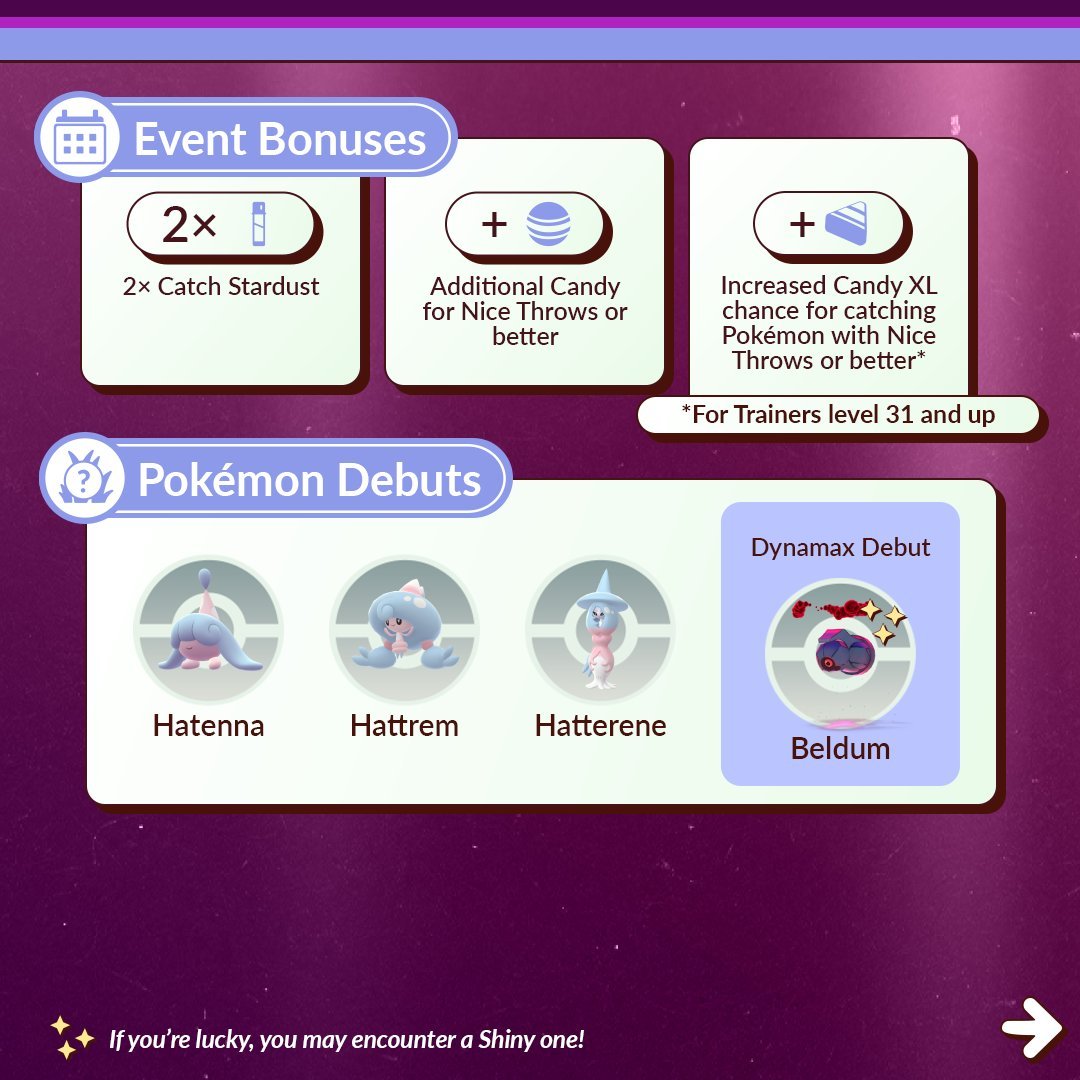 Event Bonuses
2×
2× Catch Stardust
+
Additional Candy
for Nice Throws or
better
+
Increased Candy XL
chance for catching
Pokémon with Nice
Throws or better*
*For Trainers level 31 and up
Pokémon Debuts
?
Hatenna
Hattrem
Hatterene
Dynamax Debut
Beldum
If you're lucky, you may encounter a Shiny one!